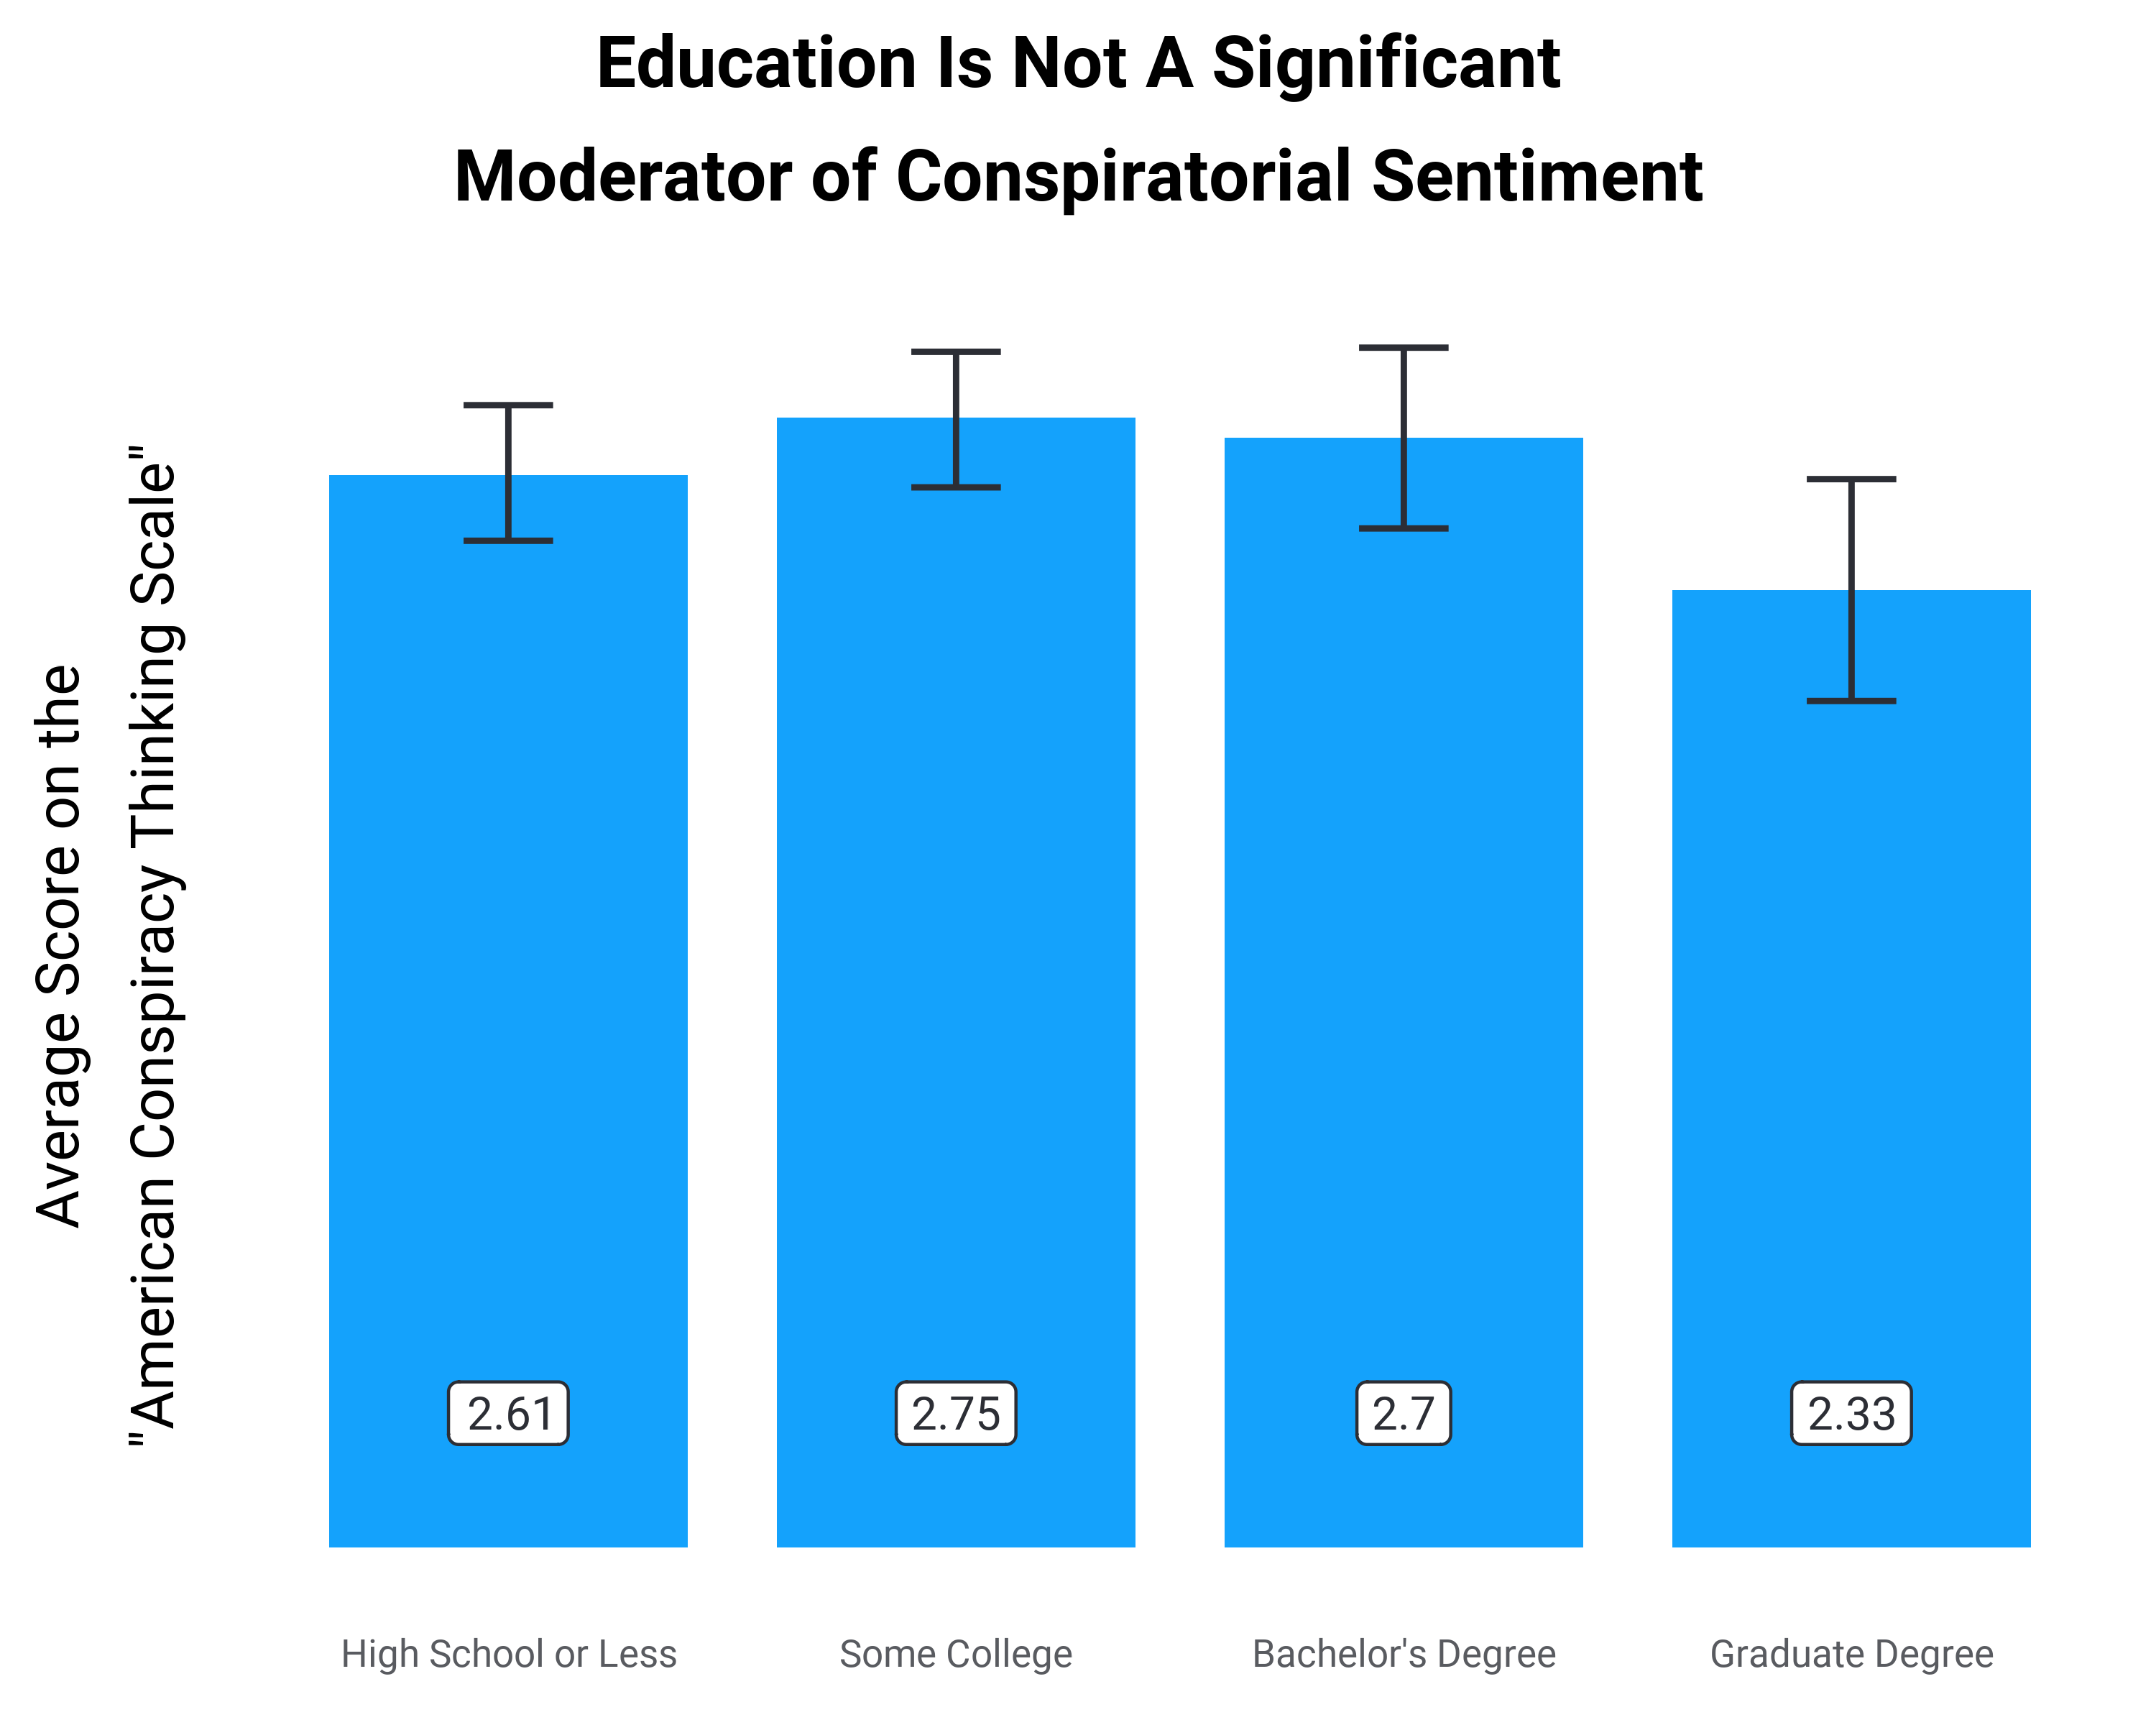 Education Is Not A Significant
Moderator of Conspiratorial Sentiment
Average Score on the
"American Conspiracy Thinking Scale"
2.61
2.75
2.7
2.33
High School or Less
Some College
Bachelor's Degree
Graduate Degree